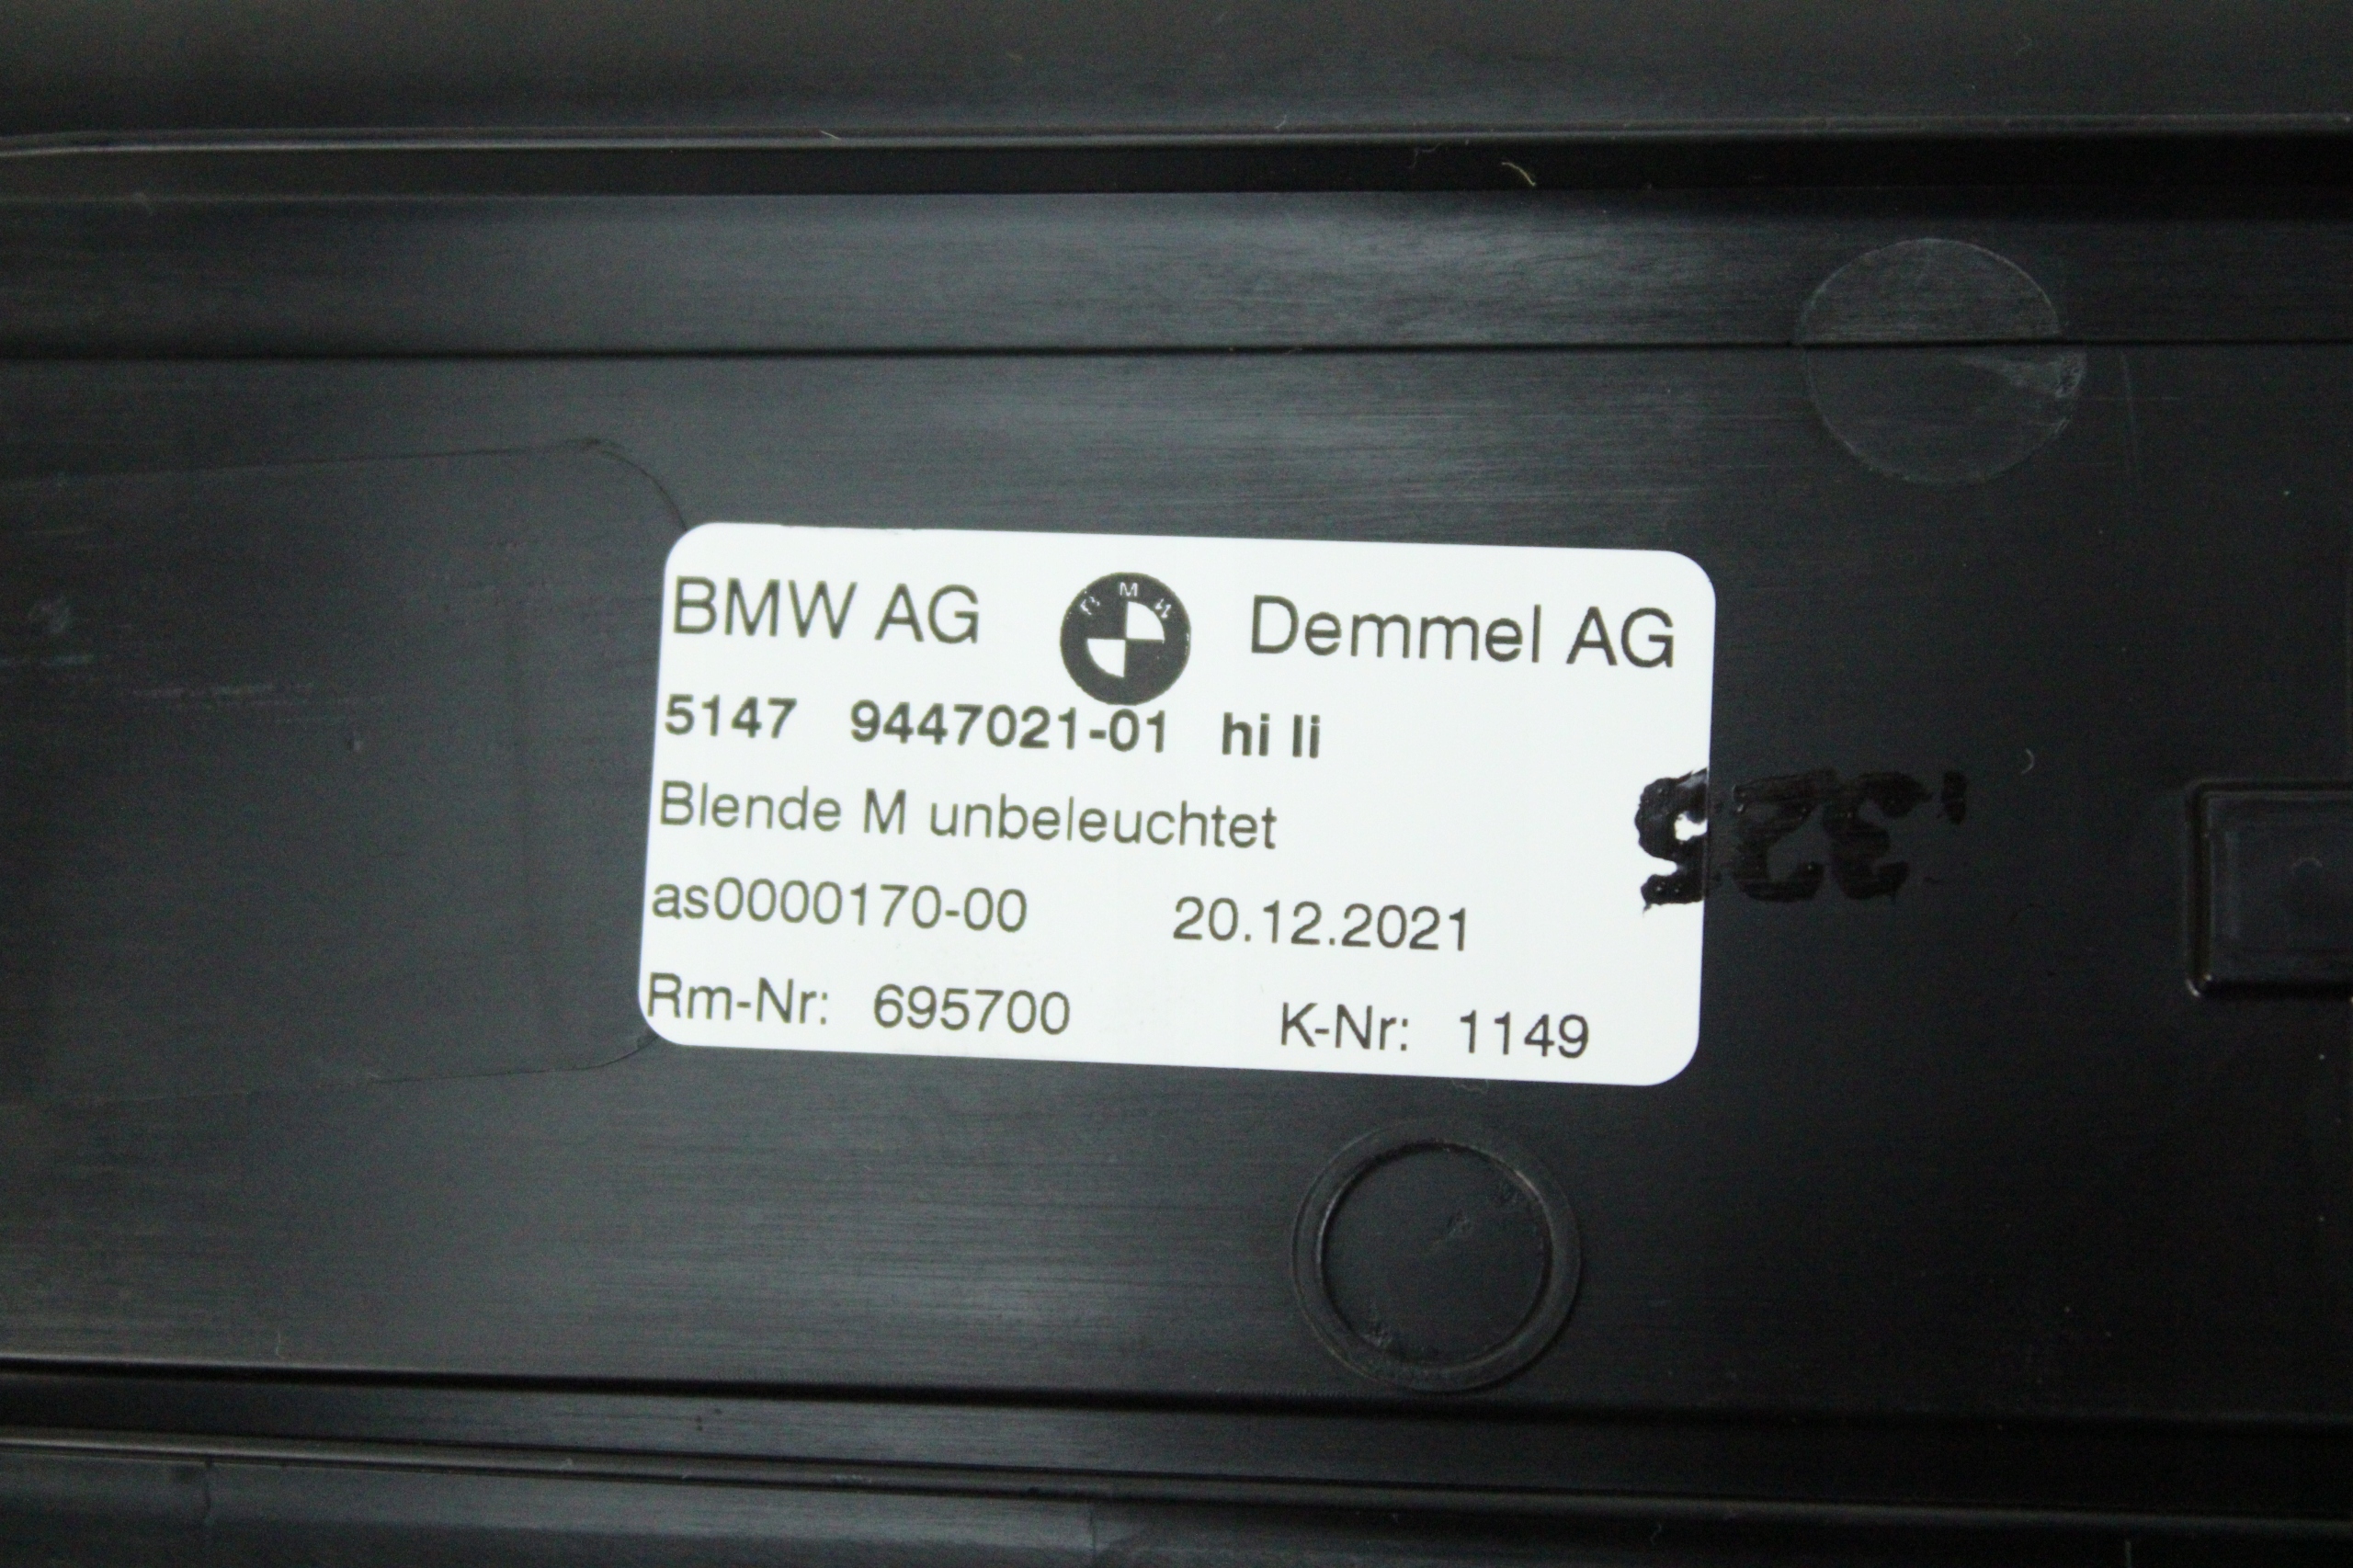 BMW AG BMW Demmel AG
5147 9447021-01 hi li
Blende M unbeleuchtet
as0000170-00 20.12.2021
Rm-Nr: 695700 K-Nr: 1149